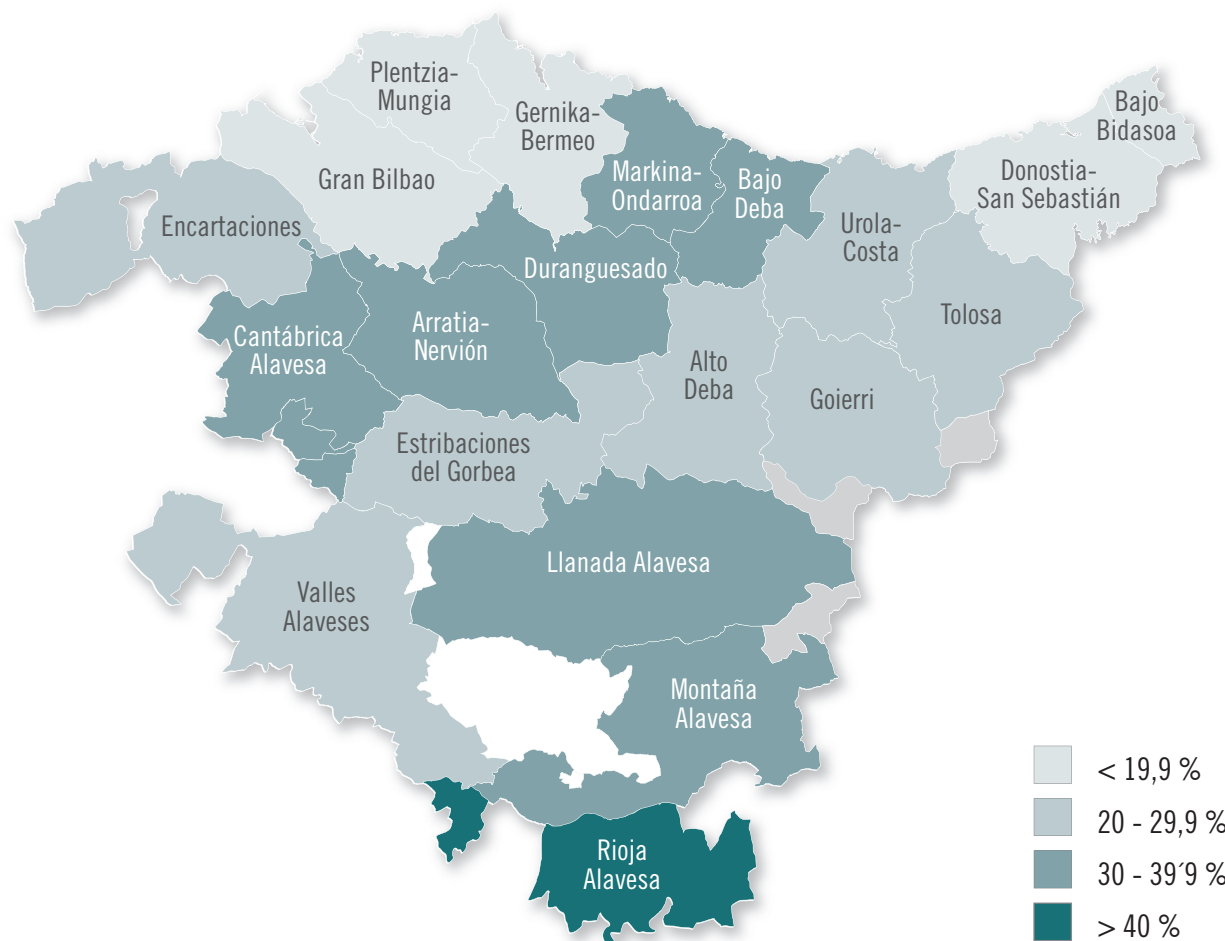 Plentzia-
Mungia
Gernika-
Bermeo
Bajo
Bidasoa
Gran Bilbao
Markina-
Ondarroa
Bajo
Deba
Donostia-
San Sebastián
Encartaciones
Urola-
Costa
Duranguesado
Cantábrica
Alavesa
Arratia-
Nervión
Tolosa
Alto
Deba
Goierri
Estribaciones
del Gorbea
Llanada Alavesa
Valles
Alaveses
Montaña
Alavesa
Rioja
Alavesa
< 19,9 %
20 - 29,9 %
30 - 39´9 %
> 40 %